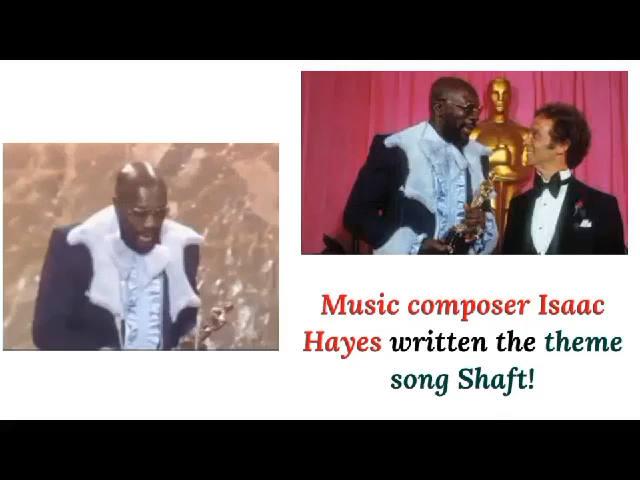 Music composer Isaac
Hayes written the theme
song Shaft!